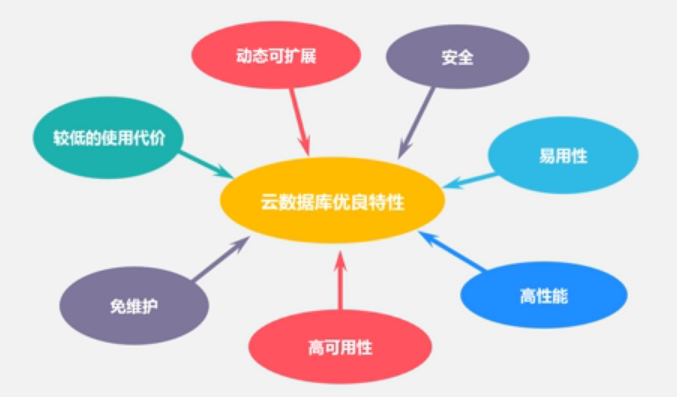 动态可扩展
安全
较低的使用代价
易用性
云数据库优良特性
免维护
高性能
高可用性